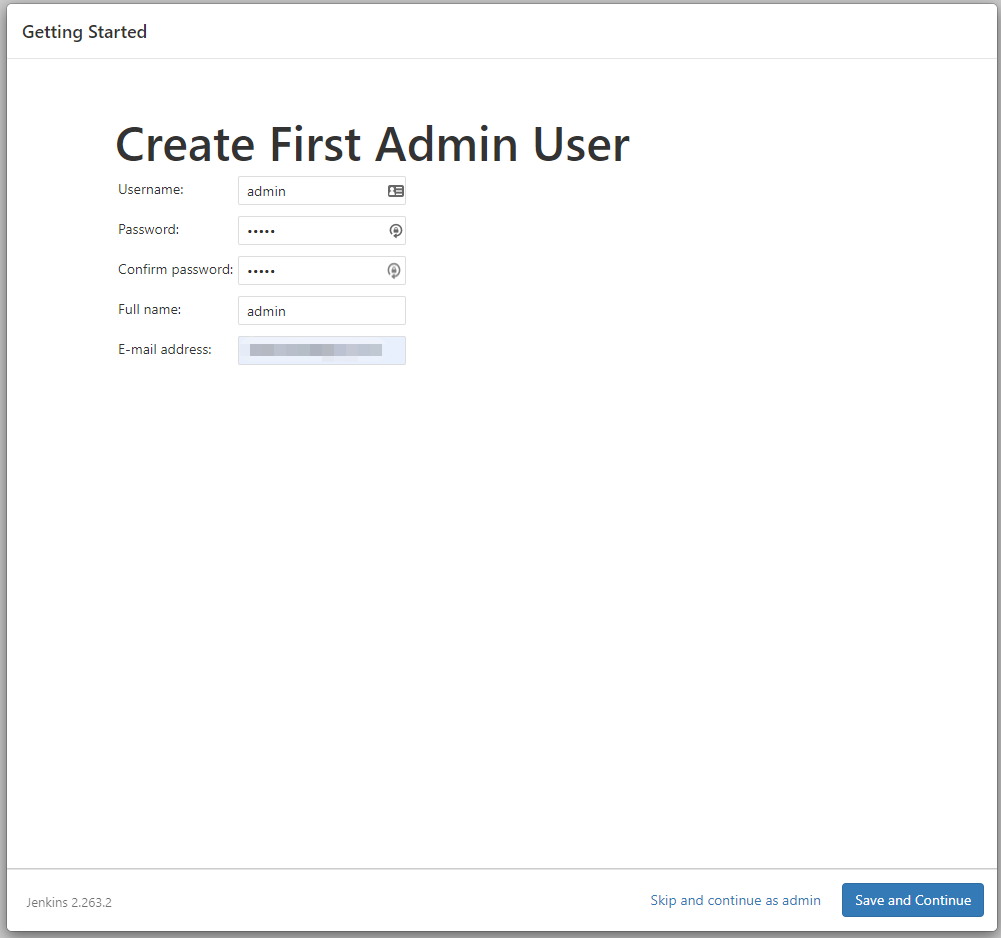 Getting Started
Create First Admin User
Username: admin
Password: •••••
Confirm password: •••••
Full name: admin
E-mail address:
Jenkins 2.263.2 Skip and continue as admin Save and Continue